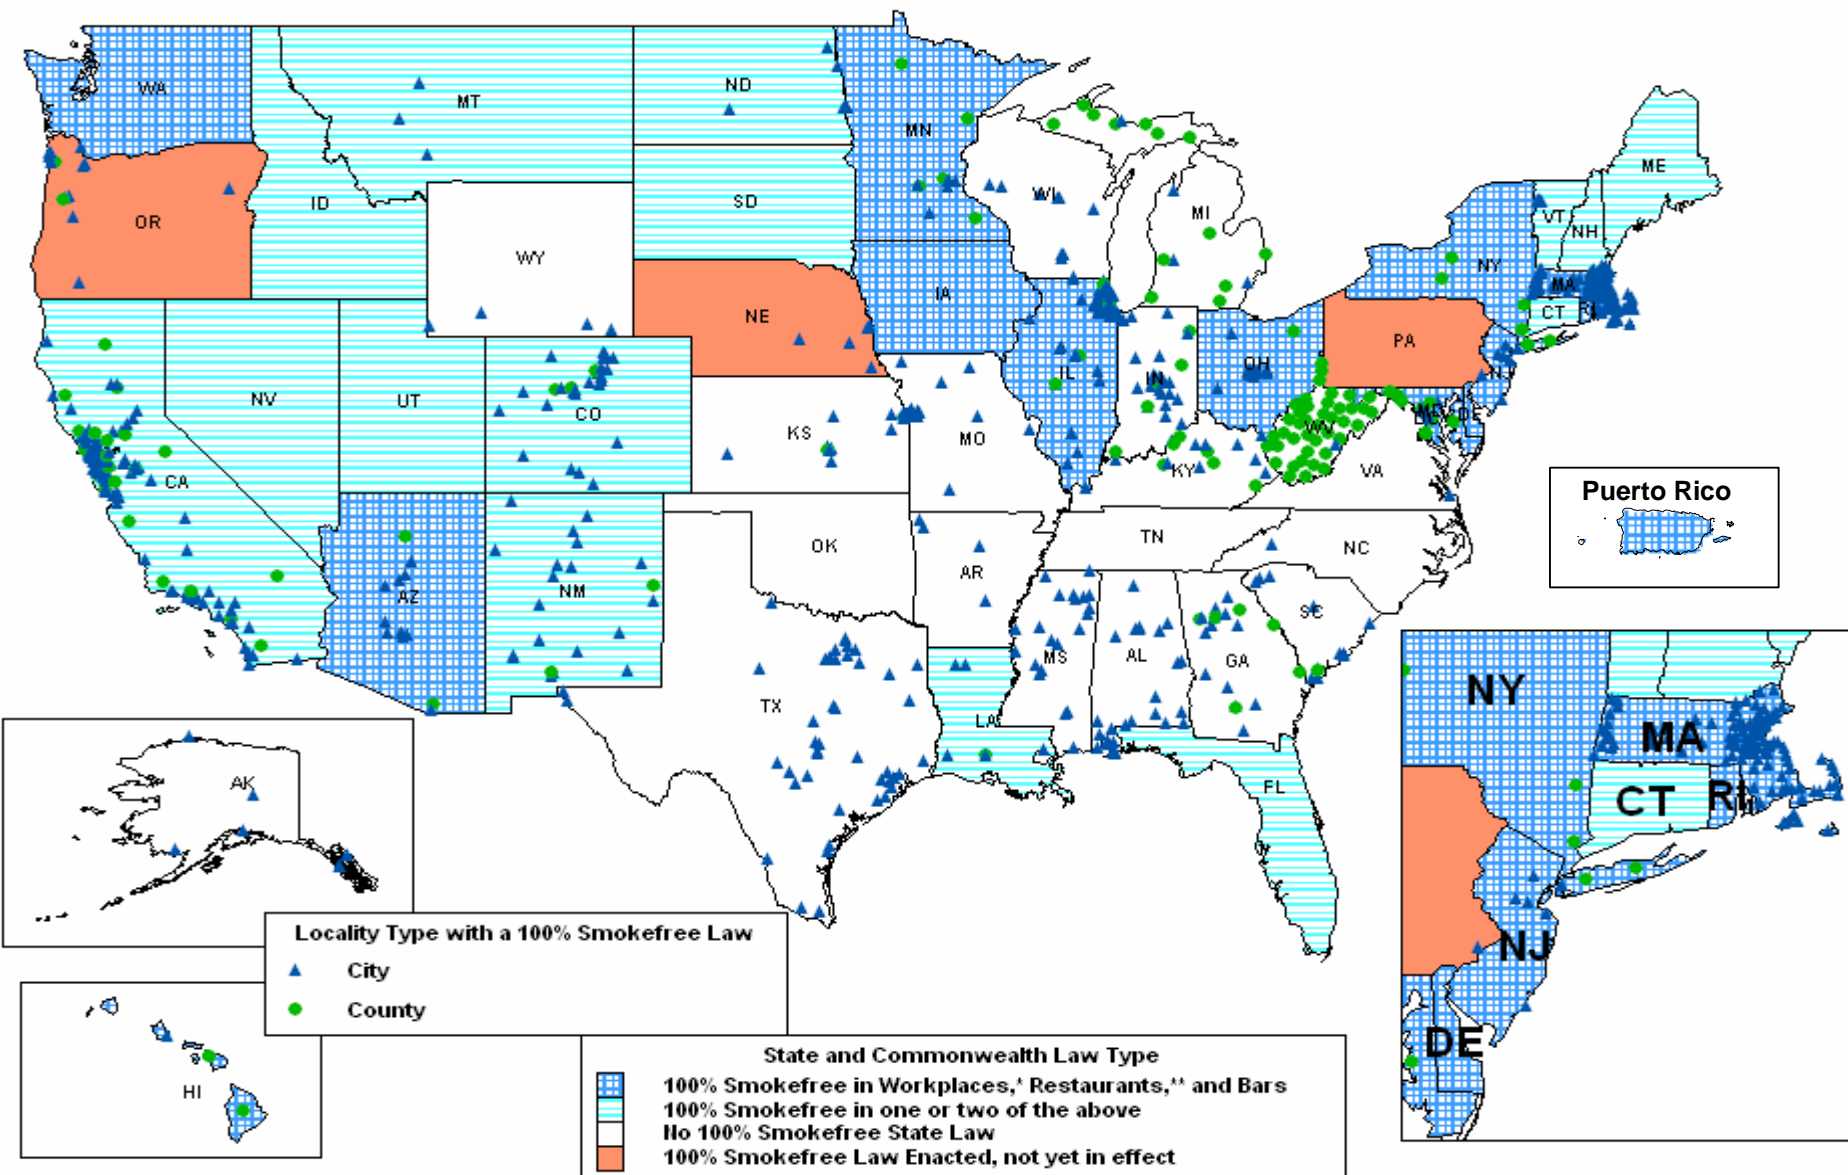 WA
MT
ND
MN
ME
OR
ID
SD
WI
MI
VT
NH
WY
NY
IA
MA
NE
CT
RI
PA
NV
UT
CO
IL
IN
OH
NJ
KS
MO
WV
MD
DC
DE
CA
KY
VA
Puerto Rico
OK
TN
NC
AZ
NM
AR
SC
MS
AL
GA
TX
LA
FL
AK
HI
NY
MA
CT
RI
NJ
DE
Locality Type with a 100% Smokefree Law
City
County
State and Commonwealth Law Type
100% Smokefree in Workplaces,* Restaurants,** and Bars
100% Smokefree in one or two of the above
No 100% Smokefree State Law
100% Smokefree Law Enacted, not yet in effect